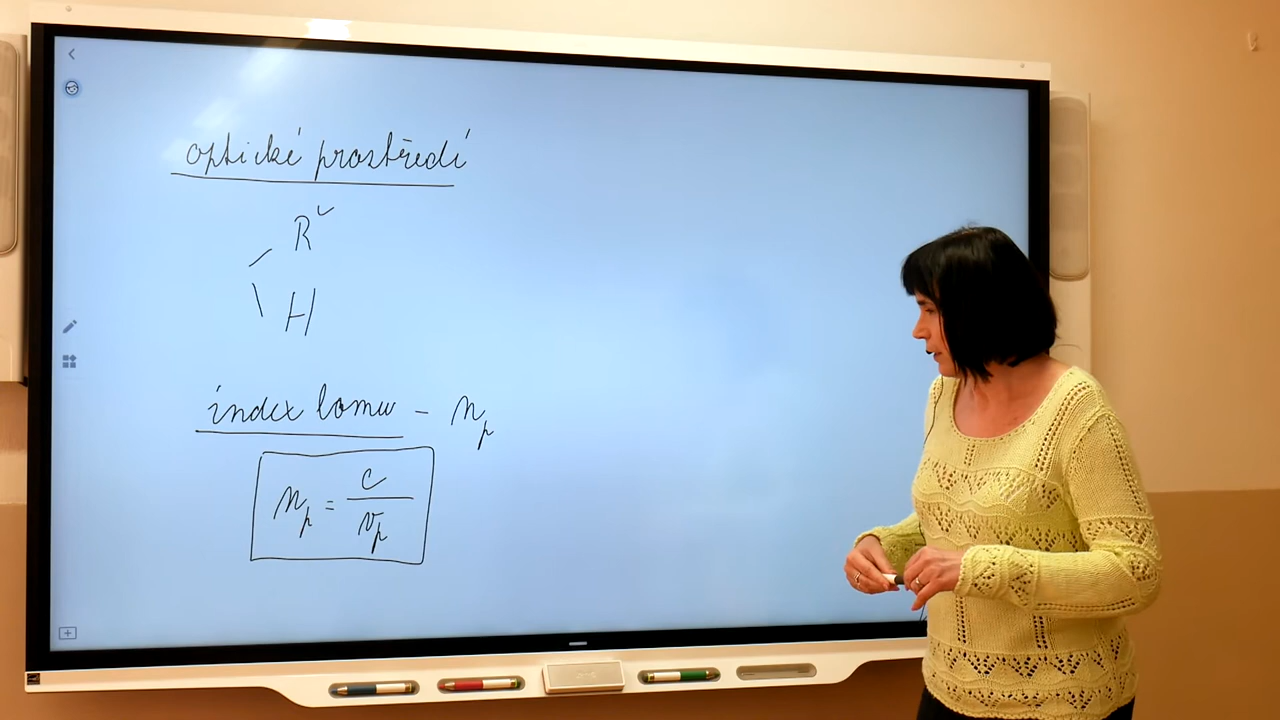 optické prostředí
Ř
H
index lomu - n_p
n_p = c / v_p